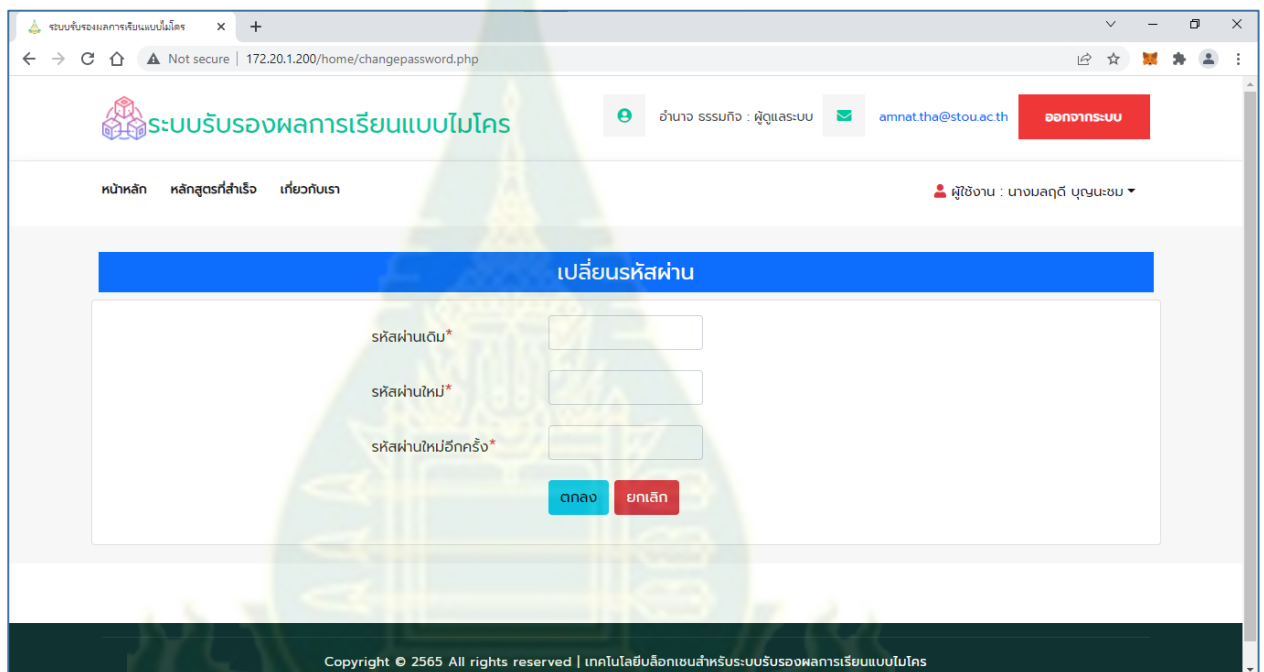 ระบบรับรองผลการเรียนแบบไมโคร
Not secure | 172.20.1.200/home/changepassword.php
ระบบรับรองผลการเรียนแบบไมโคร
อำนาจ ธรรมกิจ : ผู้ดูแลระบบ
amnat.tha@stou.ac.th
ออกจากระบบ
หน้าหลัก หลักสูตรที่สำเร็จ เกี่ยวกับเรา
ผู้ใช้งาน : นางมลฤดี บุญนะชม
เปลี่ยนรหัสผ่าน
รหัสผ่านเดิม*
รหัสผ่านใหม่*
รหัสผ่านใหม่อีกครั้ง*
ตกลง ยกเลิก
Copyright © 2565 All rights reserved | เทคโนโลยีบล็อกเชนสำหรับระบบรับรองผลการเรียนแบบไมโคร